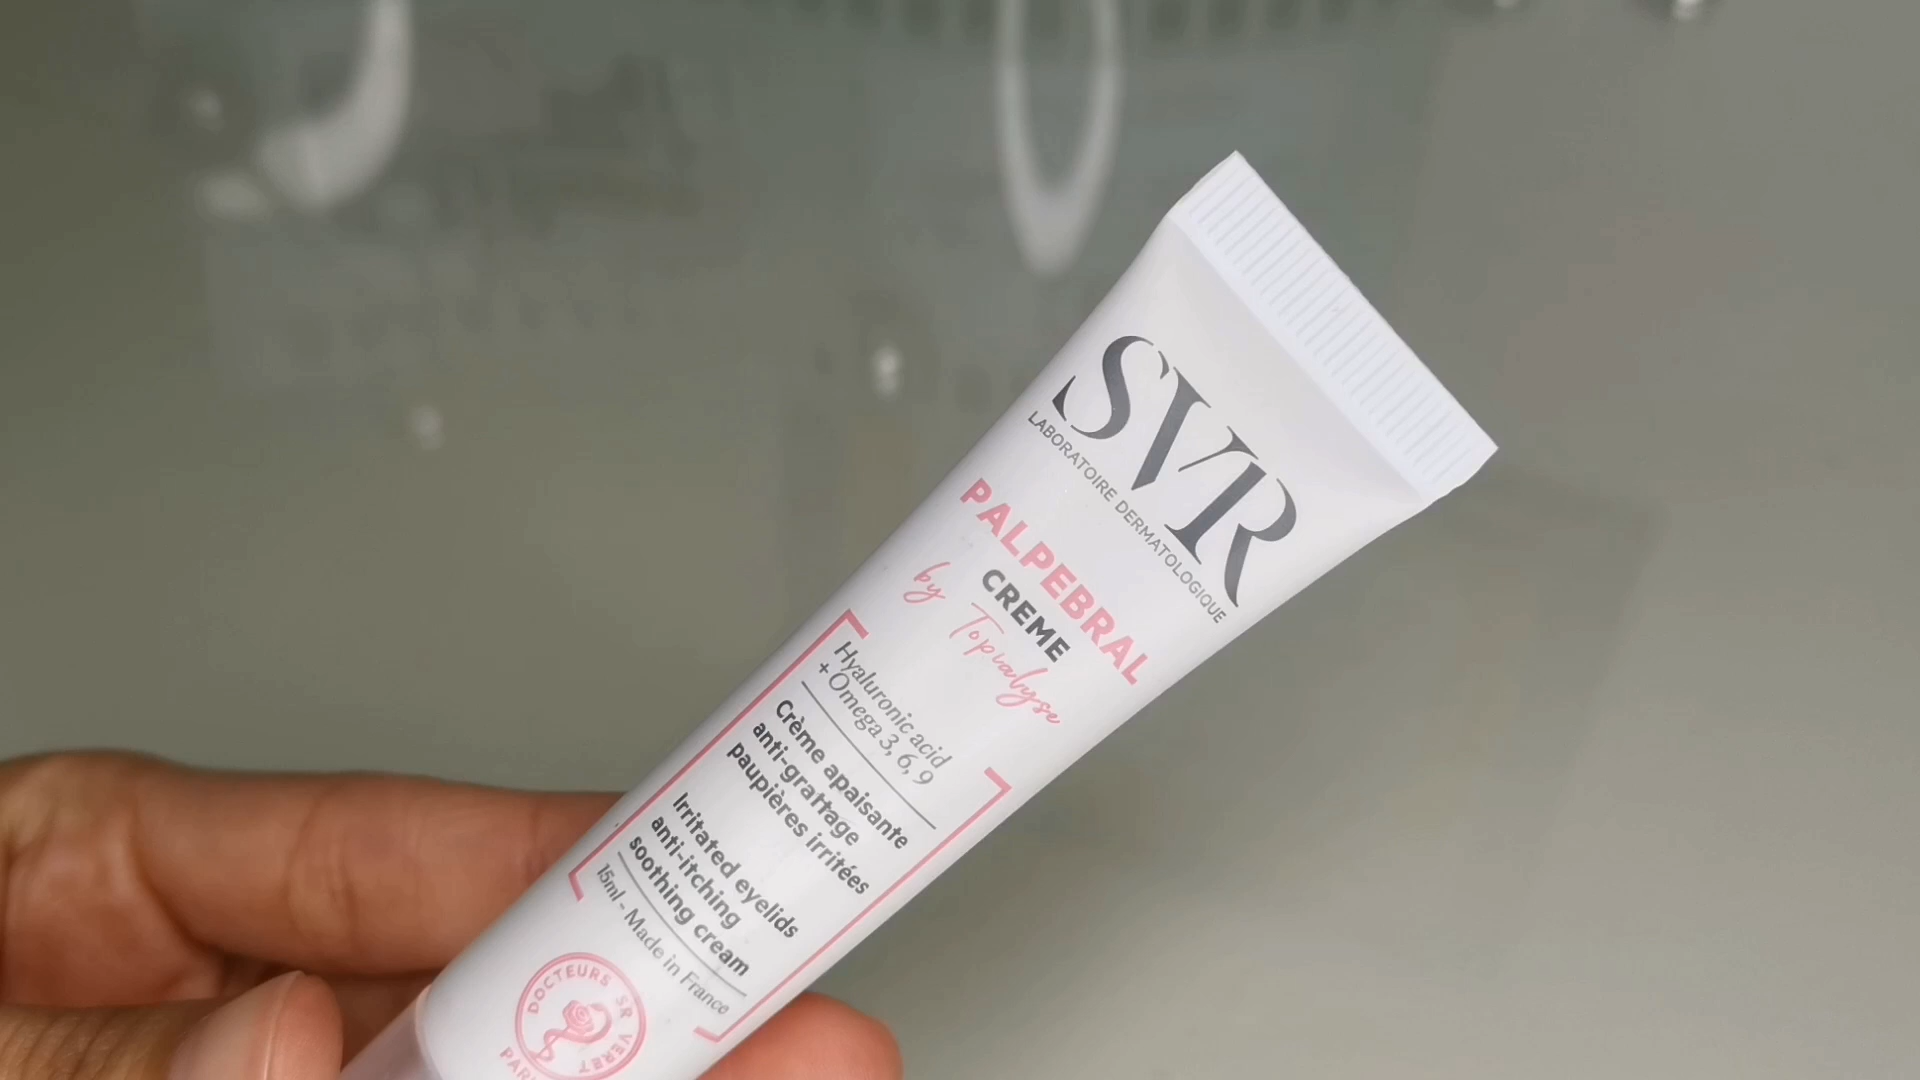 SVR
LABORATOIRE DERMATOLOGIQUE
PALPEBRAL
CREME
by Topialyse
Hyaluronic acid
+ Omega 3, 6, 9
Crème apaisante
anti-grattage
paupières irritées
Irritated eyelids
anti-itching
soothing cream
15ml - Made in France
DOCTEURS SR VERET